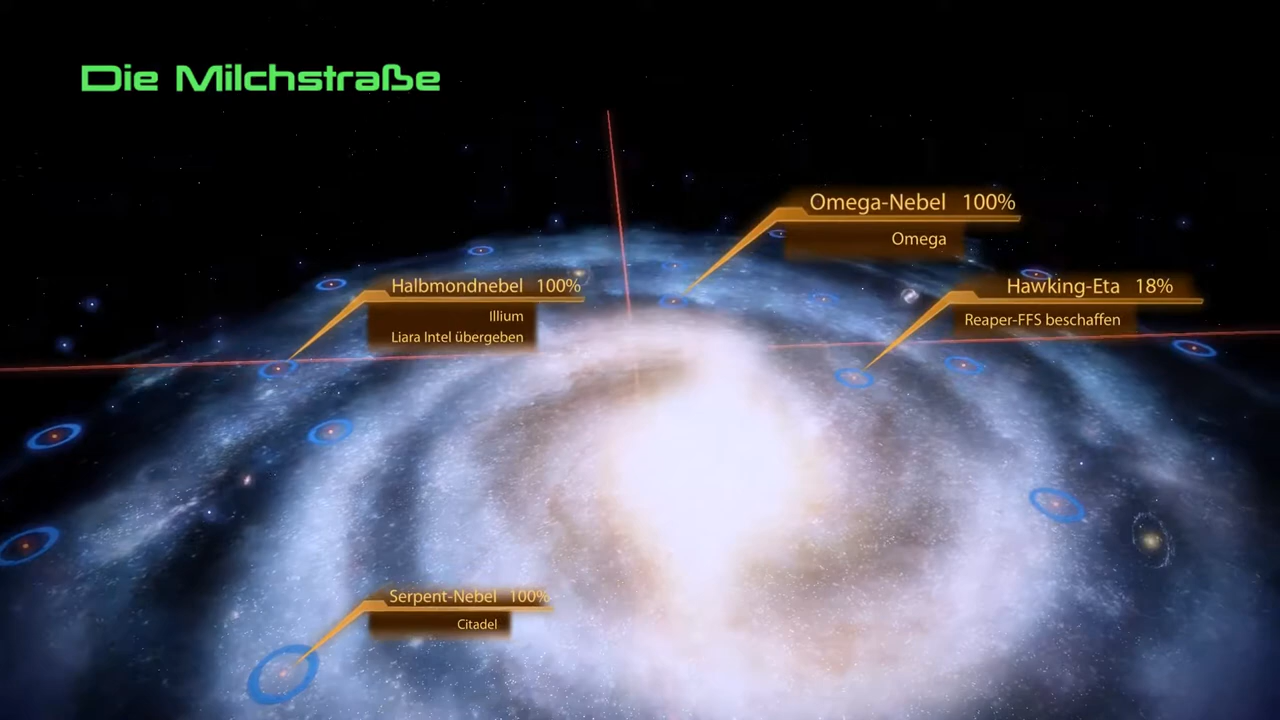 Die Milchstraße
Omega-Nebel 100%
Omega
Halbmondnebel 100%
Illium
Liara Intel übergeben
Hawking-Eta 18%
Reaper-FFS beschaffen
Serpent-Nebel 100%
Citadel